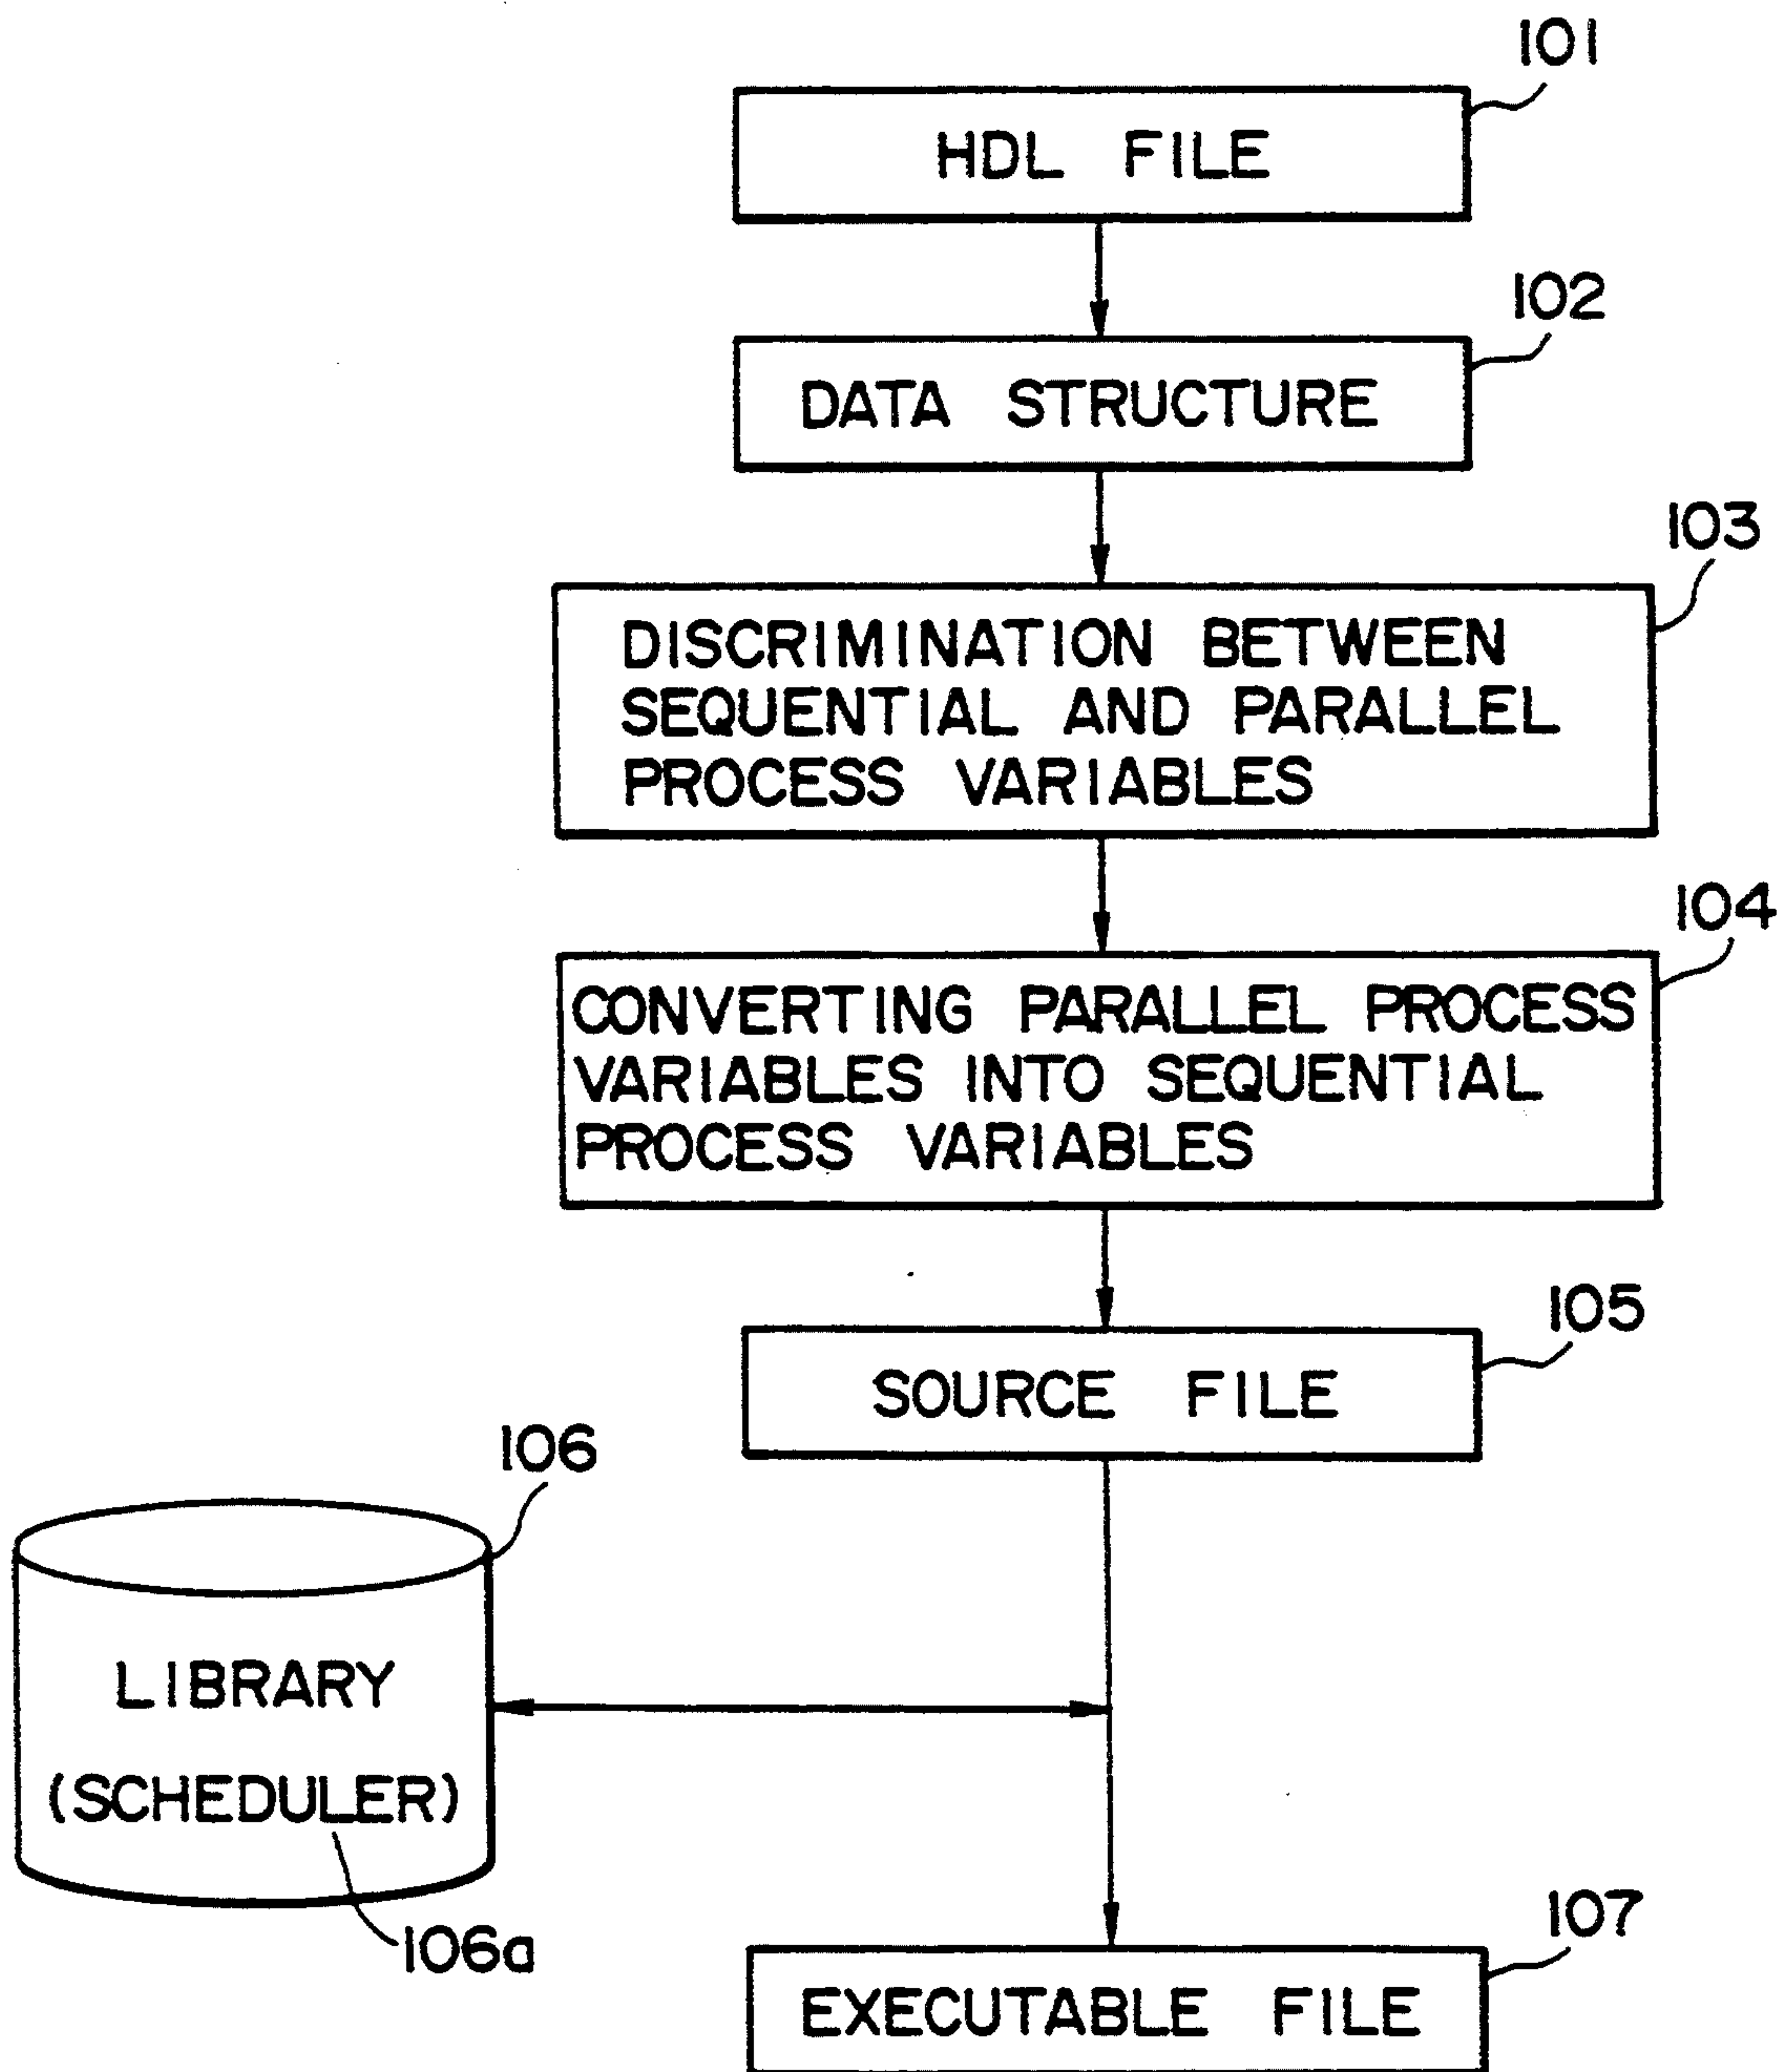 101
HDL FILE
102
DATA STRUCTURE
103
DISCRIMINATION BETWEEN
SEQUENTIAL AND PARALLEL
PROCESS VARIABLES
104
CONVERTING PARALLEL PROCESS
VARIABLES INTO SEQUENTIAL
PROCESS VARIABLES
105
SOURCE FILE
106
LIBRARY
(SCHEDULER)
106a
107
EXECUTABLE FILE